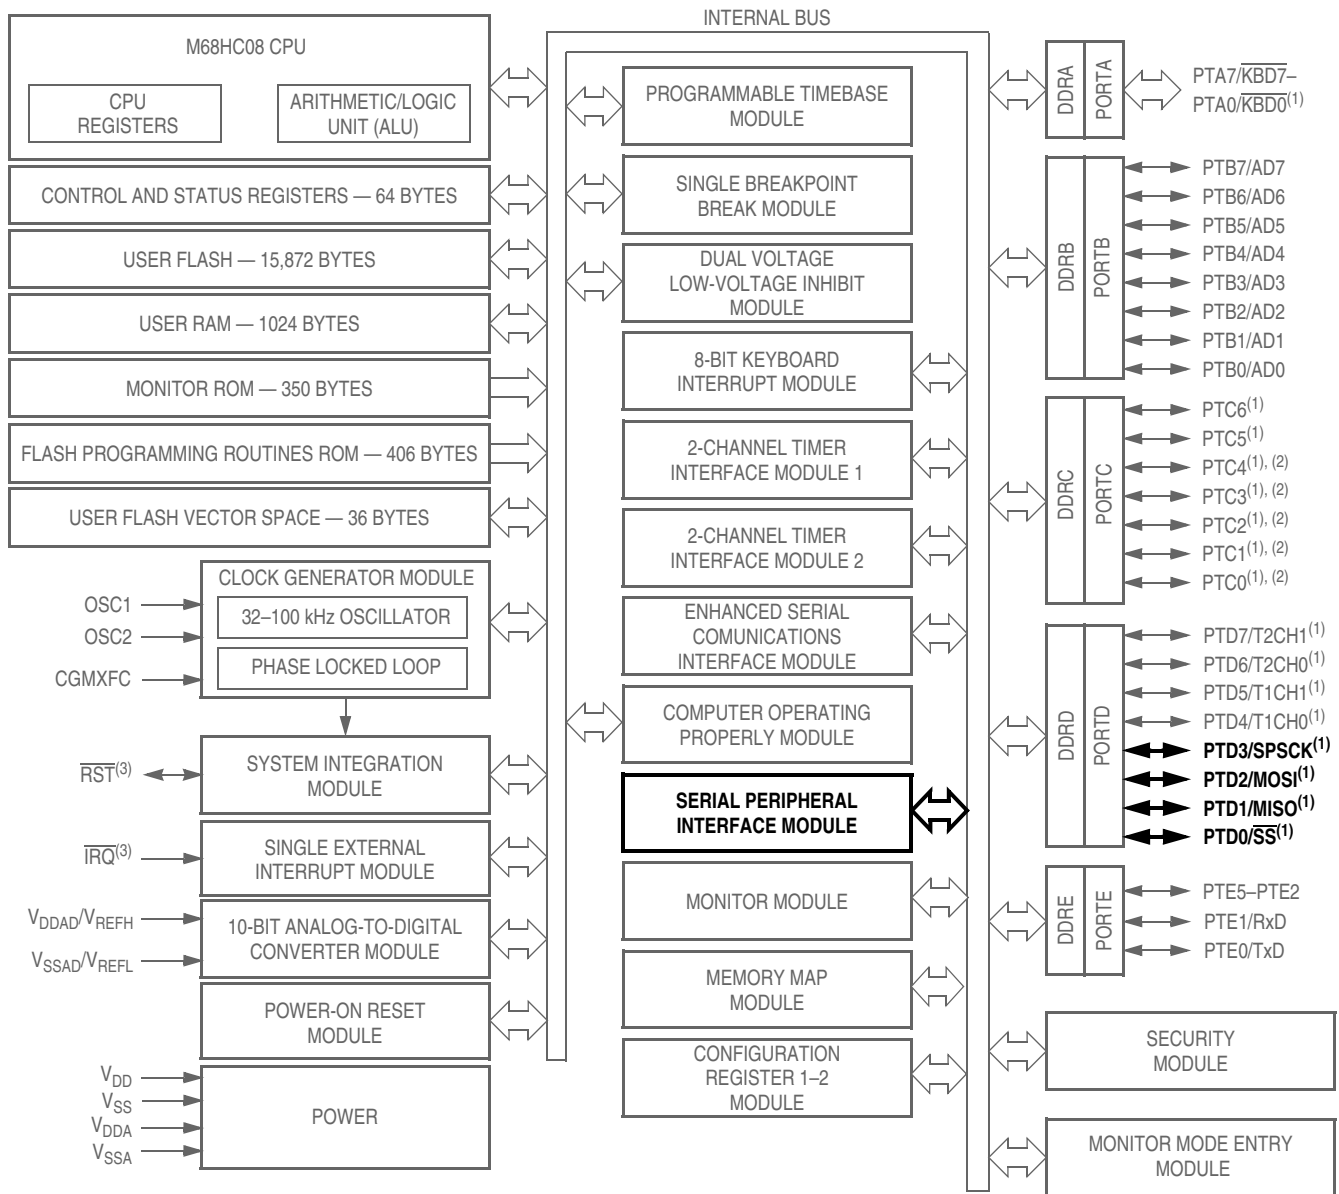 INTERNAL BUS
M68HC08 CPU
CPU
REGISTERS
ARITHMETIC/LOGIC
UNIT (ALU)
CONTROL AND STATUS REGISTERS — 64 BYTES
USER FLASH — 15,872 BYTES
USER RAM — 1024 BYTES
MONITOR ROM — 350 BYTES
FLASH PROGRAMMING ROUTINES ROM — 406 BYTES
USER FLASH VECTOR SPACE — 36 BYTES
CLOCK GENERATOR MODULE
32–100 kHz OSCILLATOR
PHASE LOCKED LOOP
OSC1
OSC2
CGMXFC
SYSTEM INTEGRATION
MODULE
RST(3)
SINGLE EXTERNAL
INTERRUPT MODULE
IRQ(3)
10-BIT ANALOG-TO-DIGITAL
CONVERTER MODULE
VDDAD/VREFH
VSSAD/VREFL
POWER-ON RESET
MODULE
POWER
VDD
VSS
VDDA
VSSA
PROGRAMMABLE TIMEBASE
MODULE
SINGLE BREAKPOINT
BREAK MODULE
DUAL VOLTAGE
LOW-VOLTAGE INHIBIT
MODULE
8-BIT KEYBOARD
INTERRUPT MODULE
2-CHANNEL TIMER
INTERFACE MODULE 1
2-CHANNEL TIMER
INTERFACE MODULE 2
ENHANCED SERIAL
COMUNICATIONS
INTERFACE MODULE
COMPUTER OPERATING
PROPERLY MODULE
SERIAL PERIPHERAL
INTERFACE MODULE
MONITOR MODULE
MEMORY MAP
MODULE
CONFIGURATION
REGISTER 1–2
MODULE
DDRA
PORTA
PTA7/KBD7–
PTA0/KBD0(1)
DDRB
PORTB
PTB7/AD7
PTB6/AD6
PTB5/AD5
PTB4/AD4
PTB3/AD3
PTB2/AD2
PTB1/AD1
PTB0/AD0
DDRC
PORTC
PTC6(1)
PTC5(1)
PTC4(1), (2)
PTC3(1), (2)
PTC2(1), (2)
PTC1(1), (2)
PTC0(1), (2)
DDRD
PORTD
PTD7/T2CH1(1)
PTD6/T2CH0(1)
PTD5/T1CH1(1)
PTD4/T1CH0(1)
PTD3/SPSCK(1)
PTD2/MOSI(1)
PTD1/MISO(1)
PTD0/SS(1)
DDRE
PORTE
PTE5–PTE2
PTE1/RxD
PTE0/TxD
SECURITY
MODULE
MONITOR MODE ENTRY
MODULE